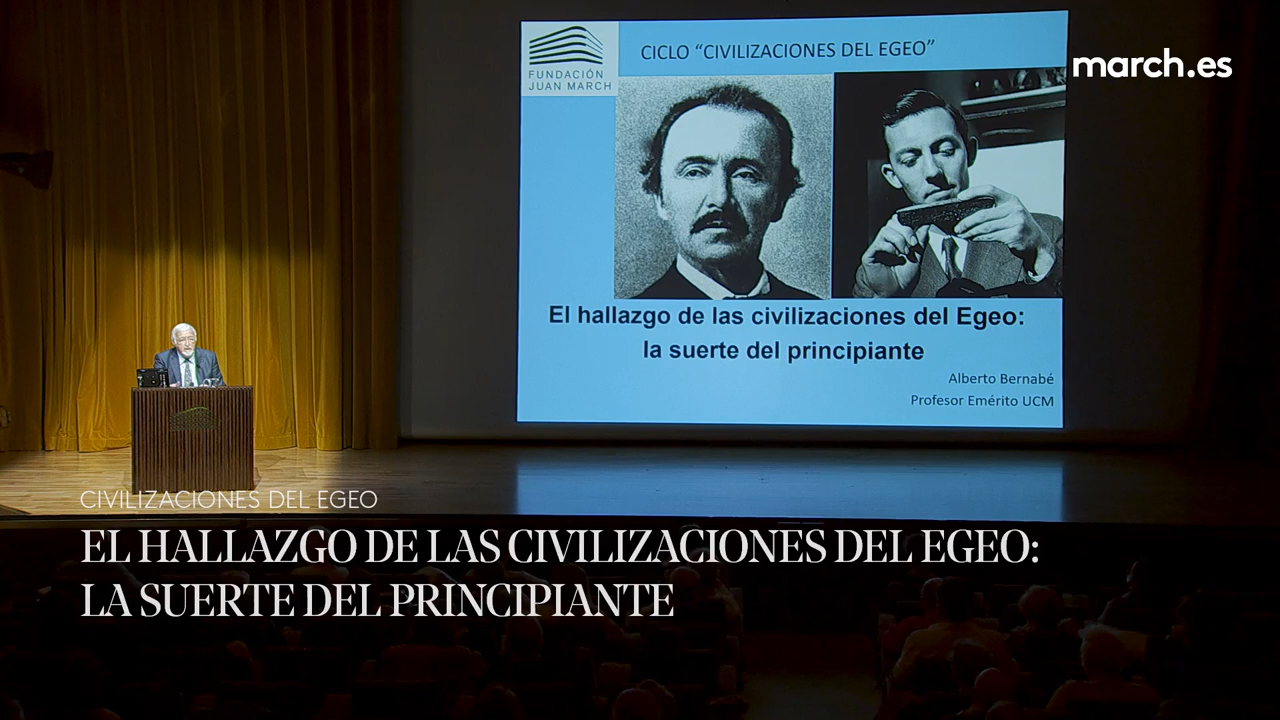 FUNDACIÓN
JUAN MARCH
CICLO “CIVILIZACIONES DEL EGEO”
march.es
El hallazgo de las civilizaciones del Egeo:
la suerte del principiante
Alberto Bernabé
Profesor Emérito UCM
CIVILIZACIONES DEL EGEO
EL HALLAZGO DE LAS CIVILIZACIONES DEL EGEO:
LA SUERTE DEL PRINCIPIANTE